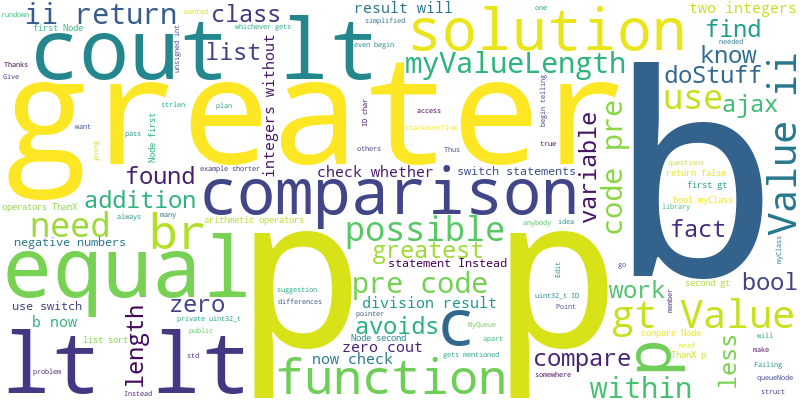 ii return
class
result will
two integers
rundown
first Node
wanted
whichever gets
simplified
one
cout
lt
list
unsigned int
even begin
solution
find
needed
Thanks
Give
strlen
plan
integers without
myValueLength
know
doStuff
ii
greater
want
pass
Node first
going
ID char
stackoverflow
others
access
Thus
begin telling
true
use
ajax
Value
b
found
example shorter
check whether
switch statements
variable
code pre
questions
return false
first gt
bool myClass
library
operators ThanX
addition
always
many
comparison
arithmetic operators
need
br
possible
anybody
idea
fact
negative numbers
greatest
statement Instead
equal
p
p
suggestion
differences
pre code
Edit
uint32_t ID
Point
go
work
member
second gt
bool
myClass
use switch
zero
division result
b now
length
private uint32_t
public
pointer
avoids
c
MyQueue
gt
Value
compare Node
href
ThanX p
will
make
list sort
std
zero cout
Node second
apart
lt
lt
problem
Instead
now check
gets mentioned
function
somewhere
compare
p
within
less
Failing
queueNode
struct